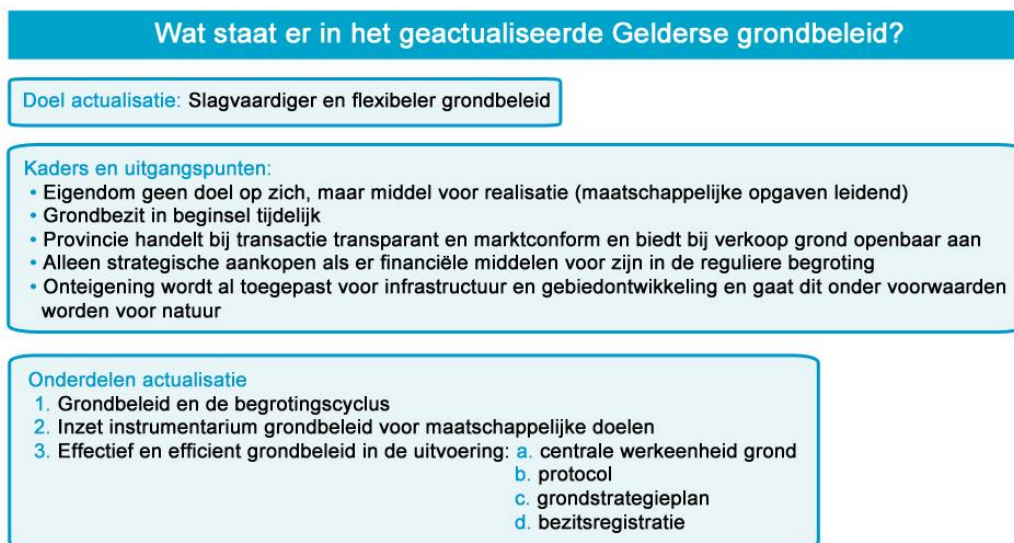 Wat staat er in het geactualiseerde Gelderse grondbeleid?
Doel actualisatie: Slagvaardiger en flexibeler grondbeleid
Kaders en uitgangspunten:
• Eigendom geen doel op zich, maar middel voor realisatie (maatschappelijke opgaven leidend)
• Grondbezit in beginsel tijdelijk
• Provincie handelt bij transactie transparant en marktconform en biedt bij verkoop grond openbaar aan
• Alleen strategische aankopen als er financiële middelen voor zijn in de reguliere begroting
• Onteigening wordt al toegepast voor infrastructuur en gebiedontwikkeling en gaat dit onder voorwaarden
worden voor natuur
Onderdelen actualisatie
1. Grondbeleid en de begrotingscyclus
2. Inzet instrumentarium grondbeleid voor maatschappelijke doelen
3. Effectief en efficient grondbeleid in de uitvoering: a. centrale werkeenheid grond
b. protocol
c. grondstrategieplan
d. bezitsregistratie